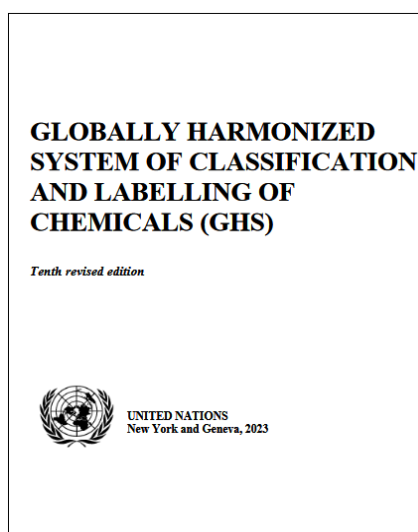 GLOBALLY HARMONIZED
SYSTEM OF CLASSIFICATION
AND LABELLING OF
CHEMICALS (GHS)
Tenth revised edition
UNITED NATIONS
New York and Geneva, 2023